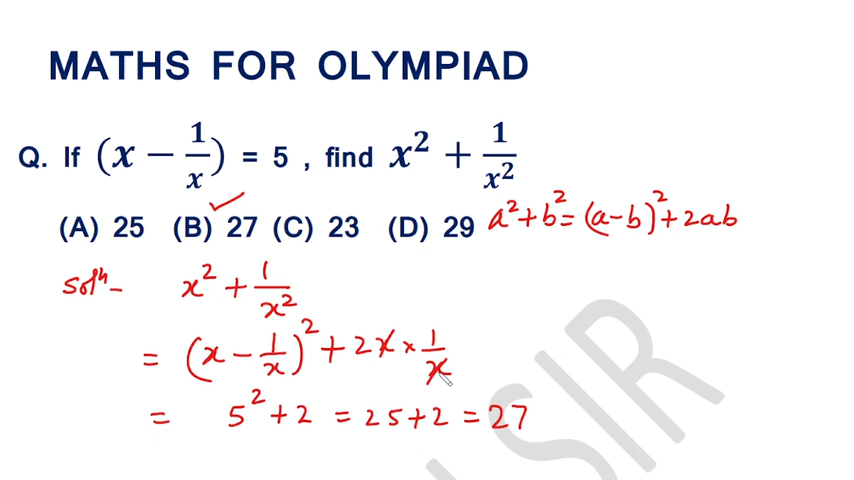 MATHS FOR OLYMPIAD
Q. If (x − 1/x) = 5 , find x² + 1/x²
(A) 25 (B) 27 (C) 23 (D) 29 a²+b²=(a-b)²+2ab
Solⁿ- x² + 1/x²
= (x − 1/x)² + 2x × 1/x
= 5² + 2 = 25+2 = 27
SIR